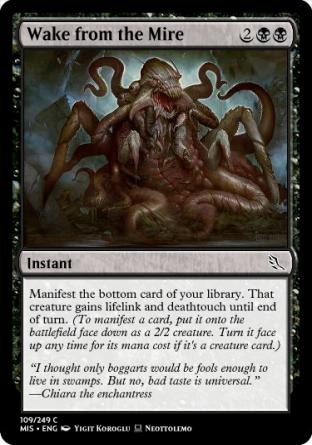 Wake from the Mire 2
Instant
Manifest the bottom card of your library. That
creature gains lifelink and deathtouch until end
of turn. (To manifest a card, put it onto the
battlefield face down as a 2/2 creature. Turn it face
up any time for its mana cost if it's a creature card.)
“I thought only boggarts would be fools enough
to live in swamps. But no, bad taste is universal.”
—Chiara the enchantress
109/249 C
MIS • ENG Yigit Koroglu Neottolemo